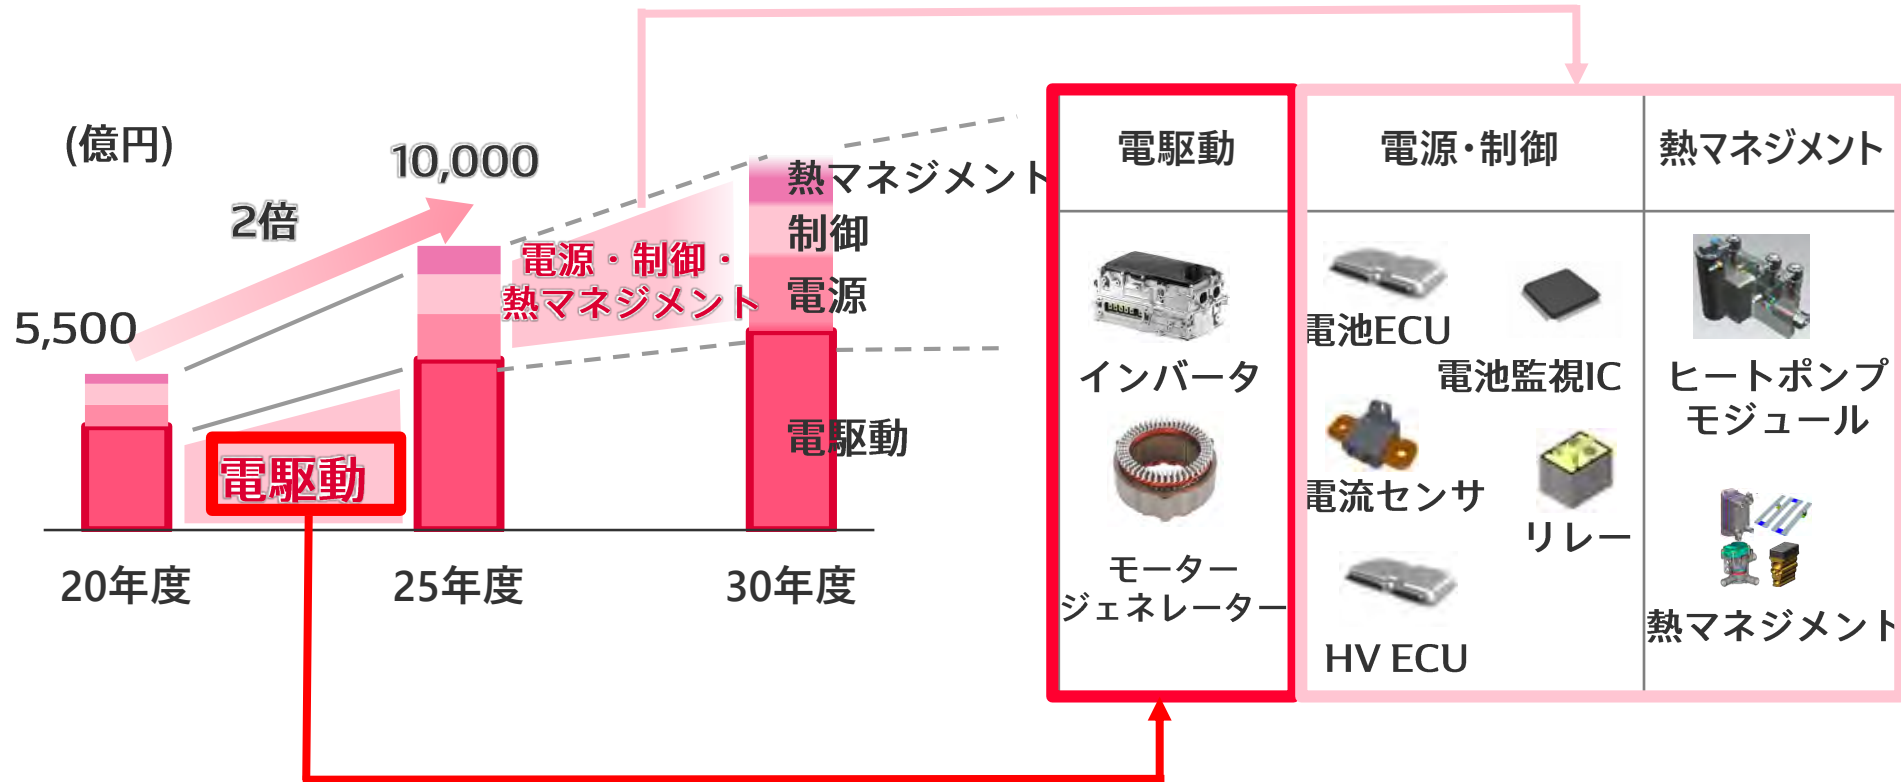 (億円)
5,500
2倍
10,000
電駆動
電源・制御・
熱マネジメント
熱マネジメント
制御
電源
電駆動
20年度
25年度
30年度
電駆動
電源・制御
熱マネジメント
インバータ
モーター
ジェネレーター
電池ECU
電池監視IC
電流センサ
リレー
HV ECU
ヒートポンプ
モジュール
熱マネジメント